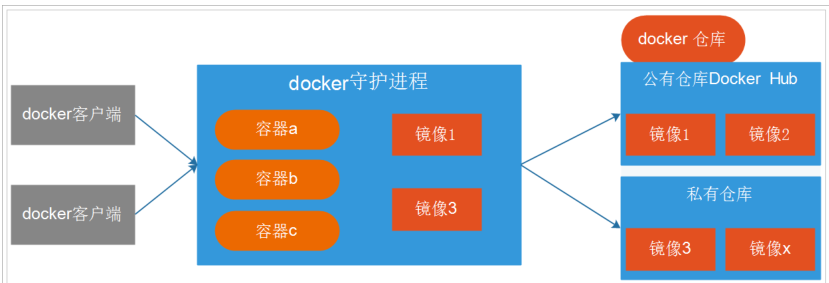 docker 仓库
docker客户端
docker客户端
docker守护进程
容器a
容器b
容器c
镜像1
镜像3
公有仓库Docker Hub
镜像1
镜像2
私有仓库
镜像3
镜像x